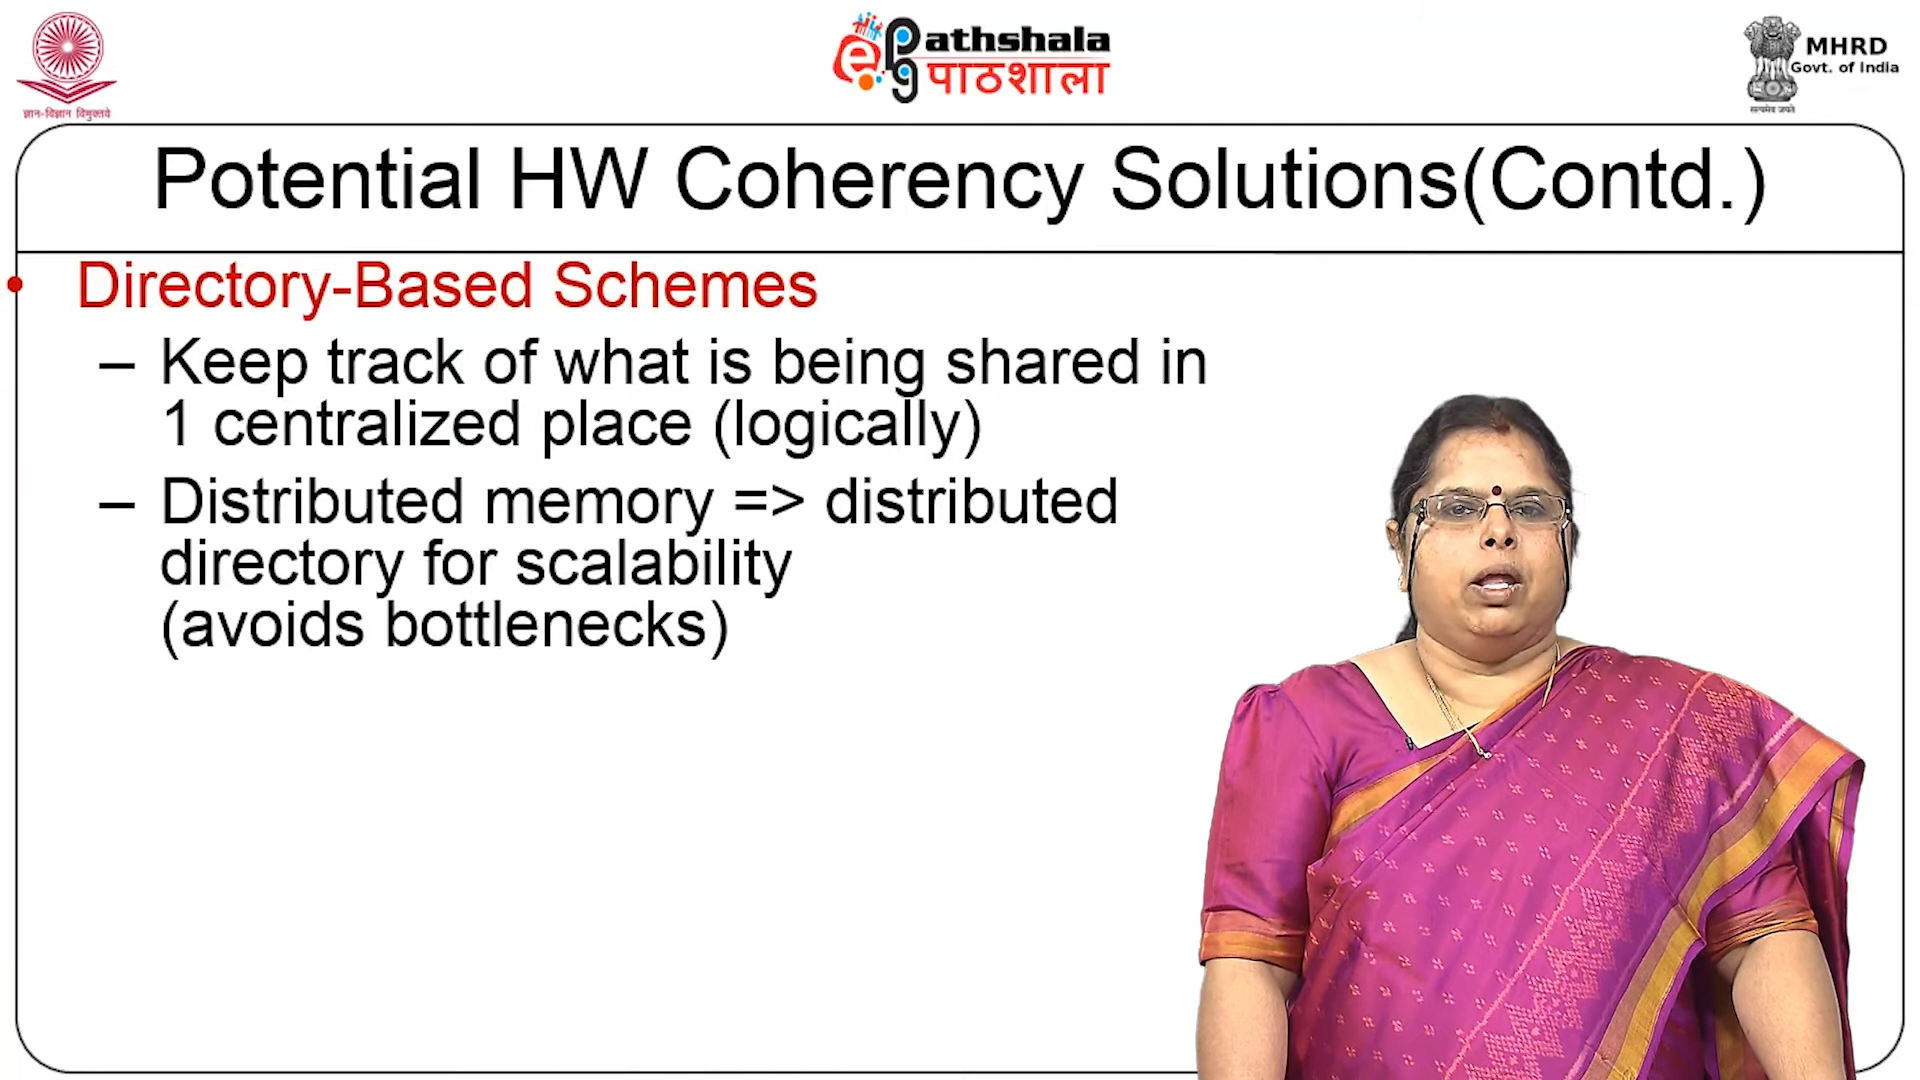 ज्ञान-विज्ञान विमुक्तये
ePathshala
पाठशाला
MHRD
Govt. of India
सत्यमेव जयते
Potential HW Coherency Solutions(Contd.)
• Directory-Based Schemes
– Keep track of what is being shared in
1 centralized place (logically)
– Distributed memory => distributed
directory for scalability
(avoids bottlenecks)